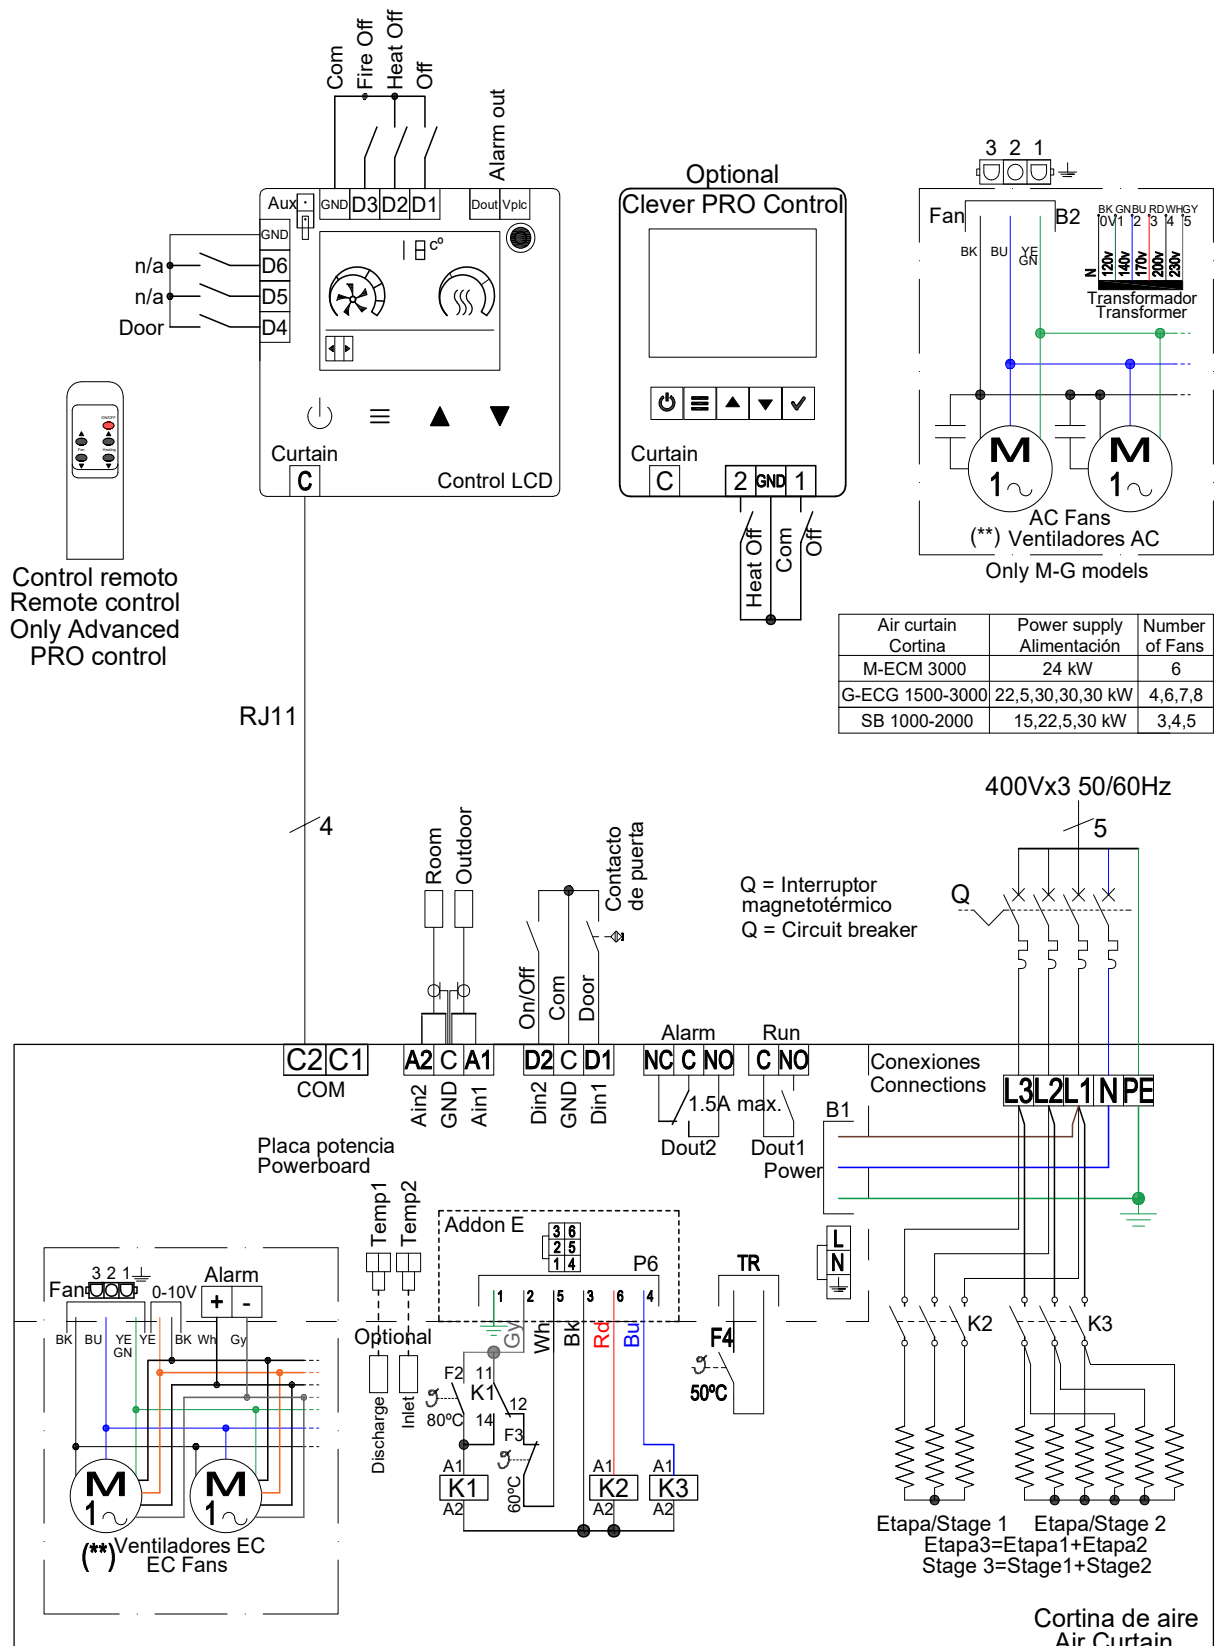 Com
Fire Off
Heat Off
Off
Alarm out
Aux
GND D3 D2 D1
Dout Vplc
GND
D6
D5
D4
n/a
n/a
Door
cº
Curtain
C
Control LCD
ON/OFF
Fan
Heating
Control remoto
Remote control
Only Advanced
PRO control
Optional
Clever PRO Control
Curtain
C
2 GND 1
Heat Off
Com
Off
3 2 1
Fan
B2
BK
BU
YE
GN
BK GN BU RD WH GY
0V 1 2 3 4 5
N
120v
140v
170v
200v
230v
Transformador
Transformer
M
1
M
1
AC Fans
(**) Ventiladores AC
Only M-G models
Air curtain
Cortina
Power supply
Alimentación
Number
of Fans
M-ECM 3000 24 kW 6
G-ECG 1500-3000 22,5,30,30,30 kW 4,6,7,8
SB 1000-2000 15,22,5,30 kW 3,4,5
RJ11
4
400Vx3 50/60Hz
5
Q
Q = Interruptor
magnetotérmico
Q = Circuit breaker
Room
Outdoor
On/Off
Com
Door
Contacto
de puerta
C2 C1
COM
A2 C A1
Ain2
GND
Ain1
D2 C D1
Din2
GND
Din1
Alarm
NC C NO
Dout2
Run
C NO
Dout1
1.5A max.
Conexiones
Connections
L3 L2 L1 N PE
B1
Power
Placa potencia
Powerboard
Temp1
Temp2
Optional
Discharge
Inlet
Addon E
3 6
2 5
1 4
P6
1 2 5 3 6 4
Gy
Wh
Bk
Rd
Bu
TR
F4
50ºC
L
N
Fan
3 2 1
0-10V
Alarm
+ -
BK
BU
YE
GN
YE
BK
Wh
Gy
M
1
M
1
(**) Ventiladores EC
EC Fans
F2
80ºC
11
K1
12
14
F3
60ºC
A1
K1
A2
A1
K2
A2
A1
K3
A2
K2
K3
Etapa/Stage 1
Etapa/Stage 2
Etapa3=Etapa1+Etapa2
Stage 3=Stage1+Stage2
Cortina de aire
Air Curtain